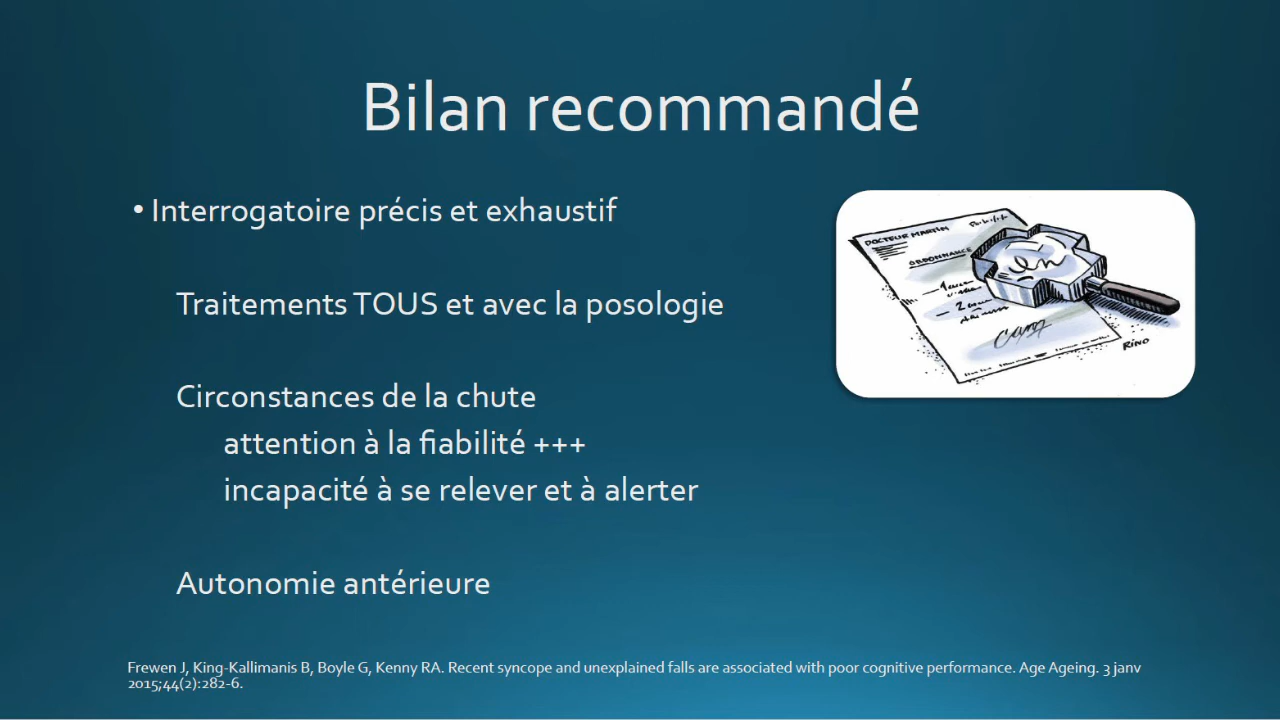 Bilan recommandé
• Interrogatoire précis et exhaustif
Traitements TOUS et avec la posologie
Circonstances de la chute
attention à la fiabilité +++
incapacité à se relever et à alerter
Autonomie antérieure
DOCTEUR MARTIN
ORDONNANCE
RINO
Frewen J, King-Kallimanis B, Boyle G, Kenny RA. Recent syncope and unexplained falls are associated with poor cognitive performance. Age Ageing. 3 janv
2015;44(2):282-6.